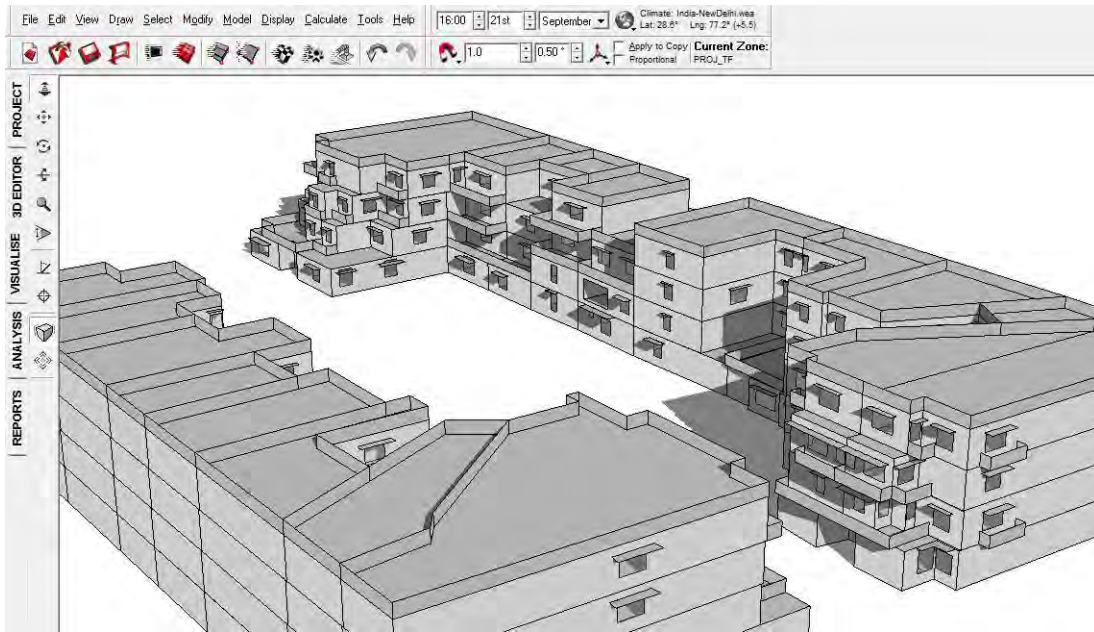 File Edit View Draw Select Modify Model Display Calculate Tools Help
16:00 21st September
Climate: India-NewDelhi.wea
Lat: 28.6° Lng: 77.2° (+5.5)
1.0 0.50 °
Apply to Copy
Proportional
Current Zone:
PROJ_TF
PROJECT
3D EDITOR
VISUALISE
ANALYSIS
REPORTS